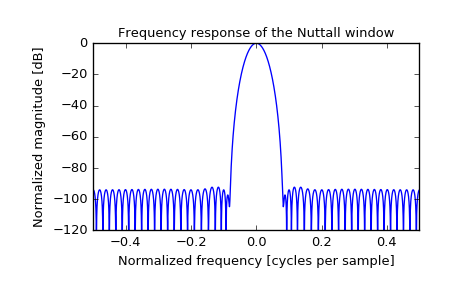 Frequency response of the Nuttall window
Normalized magnitude [dB]
0
−20
−40
−60
−80
−100
−120
−0.4 −0.2 0.0 0.2 0.4
Normalized frequency [cycles per sample]